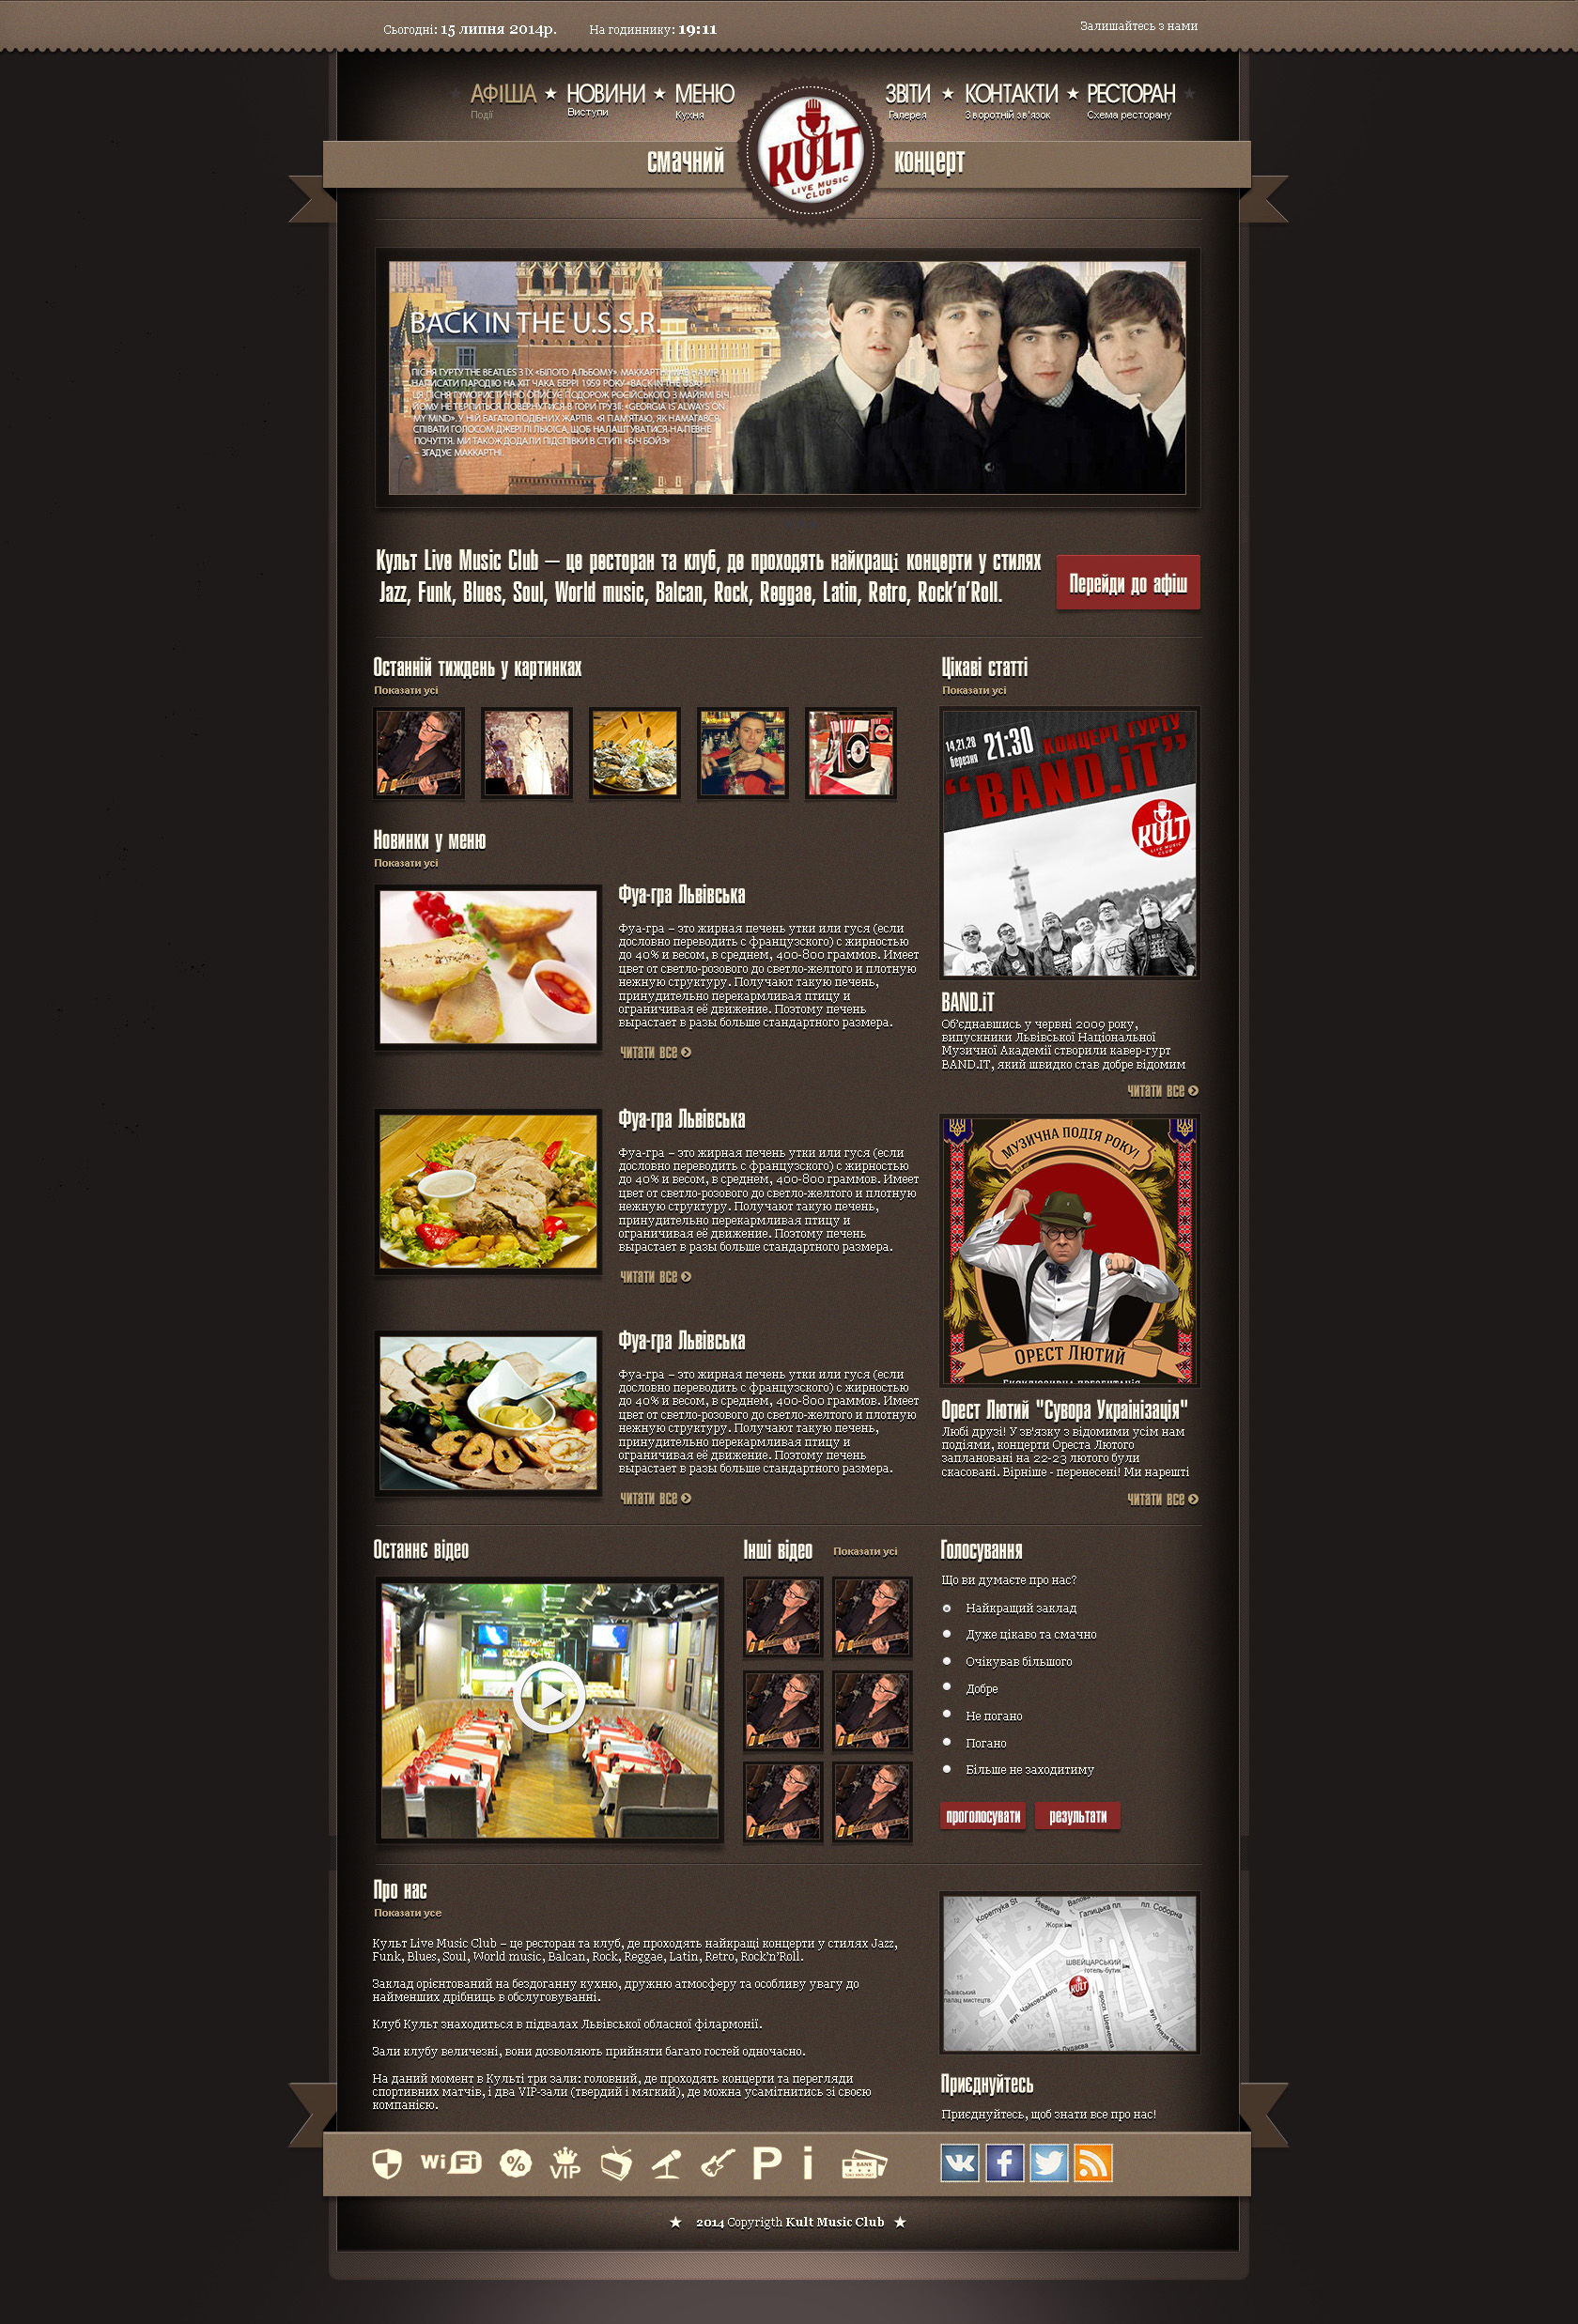 Сьогодні: 15 липня 2014р. На годиннику: 19:11
Залишайтесь з нами
АФІША
Події
НОВИНИ
Виступи
МЕНЮ
Кухня
ЗВІТИ
Галерея
КОНТАКТИ
Зворотній зв'язок
РЕСТОРАН
Схема ресторану
смачний
KULT
LIVE MUSIC
CLUB
концерт
BACK IN THE U.S.S.R.
ПІСНЯ ГУРТУ THE BEATLES З ЇХ «БІЛОГО АЛЬБОМУ». МАККАРТНІ МАВ НАМІР
НАПИСАТИ ПАРОДІЮ НА ХІТ ЧАКА БЕРРІ 1959 РОКУ «BACK IN THE USA».
ЦЯ ПІСНЯ ГУМОРИСТИЧНО ОПИСУЄ ПОДОРОЖ РОСІЙСЬКОГО З МАЙЯМІ БІЧ.
ЙОМУ НЕ ТЕРПИТЬСЯ ПОВЕРНУТИСЯ В ГОРИ ГРУЗІЇ: «GEORGIA IS ALWAYS ON
MY MIND». У НІЙ БАГАТО ПОДІБНИХ ЖАРТІВ. «Я ПАМ'ЯТАЮ, ЯК НАМАГАВСЯ
СПІВАТИ ГОЛОСОМ ДЖЕРІ ЛІ ЛЬЮІСА, ЩОБ НАЛАШТУВАТИСЯ НА ПЕВНЕ
ПОЧУТТЯ. МИ ТАКОЖ ДОДАЛИ ПІДСПІВКИ В СТИЛІ «БІЧ БОЙЗ»
– ЗГАДУЄ МАККАРТНІ.
Культ Live Music Club – це ресторан та клуб, де проходять найкращі концерти у стилях
Jazz, Funk, Blues, Soul, World music, Balcan, Rock, Reggae, Latin, Retro, Rock'n'Roll.
Перейди до афіш
Останній тиждень у картинках
Показати усі
Новинки у меню
Показати усі
Фуа-гра Львівська
Фуа-гра – это жирная печень утки или гуся (если
дословно переводить с французского) с жирностью
до 40% и весом, в среднем, 400-800 граммов. Имеет
цвет от светло-розового до светло-желтого и плотную
нежную структуру. Получают такую печень,
принудительно перекармливая птицу и
ограничивая её движение. Поэтому печень
вырастает в разы больше стандартного размера.
читати все
Фуа-гра Львівська
Фуа-гра – это жирная печень утки или гуся (если
дословно переводить с французского) с жирностью
до 40% и весом, в среднем, 400-800 граммов. Имеет
цвет от светло-розового до светло-желтого и плотную
нежную структуру. Получают такую печень,
принудительно перекармливая птицу и
ограничивая её движение. Поэтому печень
вырастает в разы больше стандартного размера.
читати все
Фуа-гра Львівська
Фуа-гра – это жирная печень утки или гуся (если
дословно переводить с французского) с жирностью
до 40% и весом, в среднем, 400-800 граммов. Имеет
цвет от светло-розового до светло-желтого и плотную
нежную структуру. Получают такую печень,
принудительно перекармливая птицу и
ограничивая её движение. Поэтому печень
вырастает в разы больше стандартного размера.
читати все
Цікаві статті
Показати усі
14,21,28
березня
21:30
КОНЦЕРТ ГУРТУ
“BAND.iT”
KULT
LIVE MUSIC
CLUB
BAND.iT
Об'єднавшись у червні 2009 року,
випускники Львівської Національної
Музичної Академії створили кавер-гурт
BAND.IT, який швидко став добре відомим
читати все
МУЗИЧНА ПОДІЯ РОКУ!
ОРЕСТ ЛЮТИЙ
Орест Лютий "Сувора Українізація"
Любі друзі! У зв'язку з відомими усім нам
подіями, концерти Ореста Лютого
заплановані на 22-23 лютого були
скасовані. Вірніше - перенесені! Ми нарешті
читати все
Останнє відео
Інші відео
Показати усі
Голосування
Що ви думаєте про нас?
Найкращий заклад
Дуже цікаво та смачно
Очікував більшого
Добре
Не погано
Погано
Більше не заходитиму
проголосувати
результати
Про нас
Показати усе
Культ Live Music Club – це ресторан та клуб, де проходять найкращі концерти у стилях Jazz,
Funk, Blues, Soul, World music, Balcan, Rock, Reggae, Latin, Retro, Rock'n'Roll.
Заклад орієнтований на бездоганну кухню, дружню атмосферу та особливу увагу до
найменших дрібниць в обслуговуванні.
Клуб Культ знаходиться в підвалах Львівської обласної філармонії.
Зали клубу величезні, вони дозволяють прийняти багато гостей одночасно.
На даний момент в Культі три зали: головний, де проходять концерти та перегляди
спортивних матчів, і два VIP-зали (твердий і мягкий), де можна усамітнитись зі своєю
компанією.
Kopernyka St
Галицька пл.
пл. Соборна
Жорж
ШВЕЙЦАРСЬКИЙ
готель-бутик
KULT
Львівський
палац мистецтв
вул. Чайковського
просп. Шевченка
вул. Князя Рома
Приєднуйтесь
Приєднуйтесь, щоб знати все про нас!
Wi Fi
%
VIP
P
i
BANK
2014 Copyrigth Kult Music Club